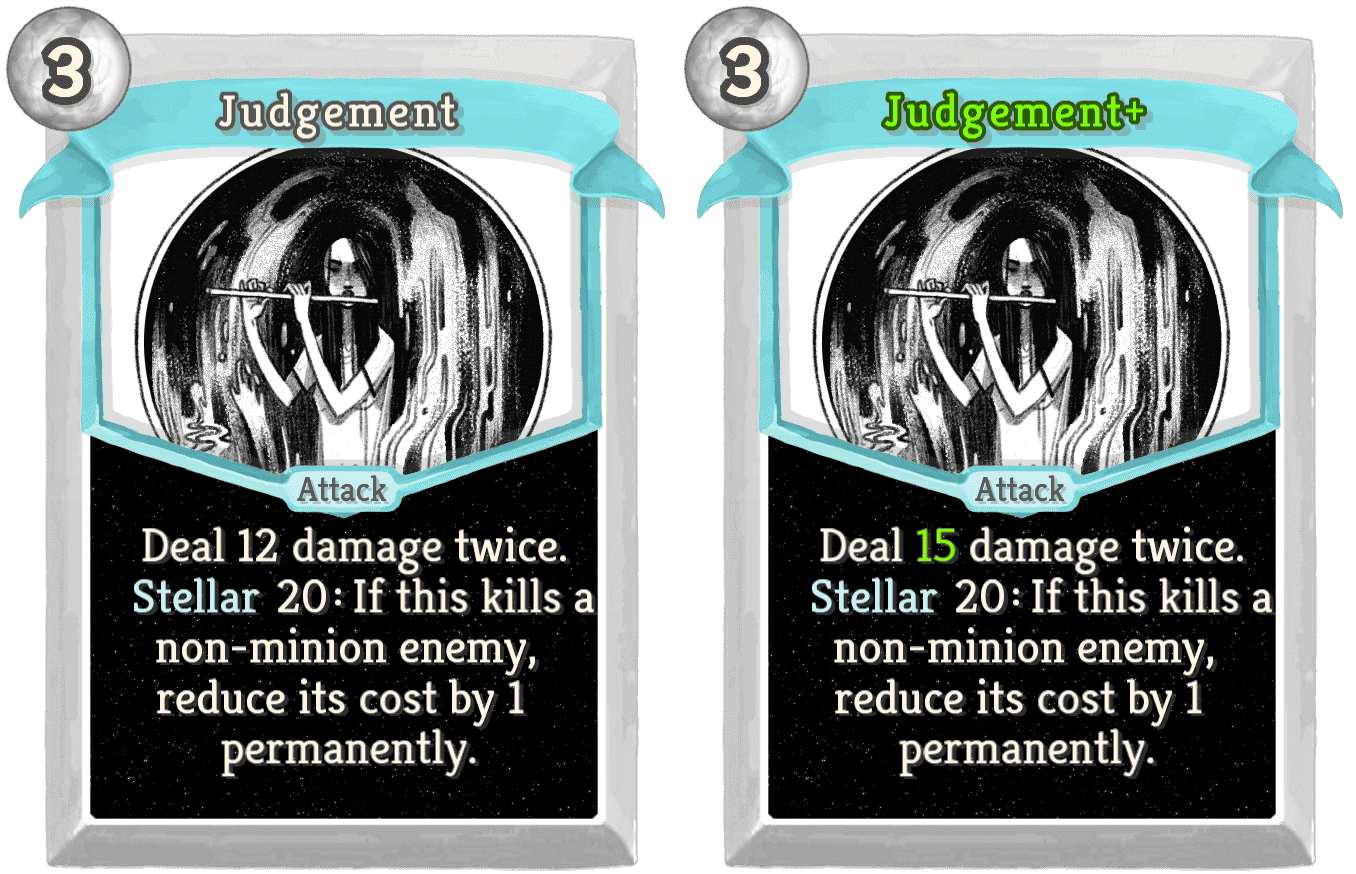 3
Judgement
Attack
Deal 12 damage twice.
Stellar 20: If this kills a
non-minion enemy,
reduce its cost by 1
permanently.
3
Judgement+
Attack
Deal 15 damage twice.
Stellar 20: If this kills a
non-minion enemy,
reduce its cost by 1
permanently.